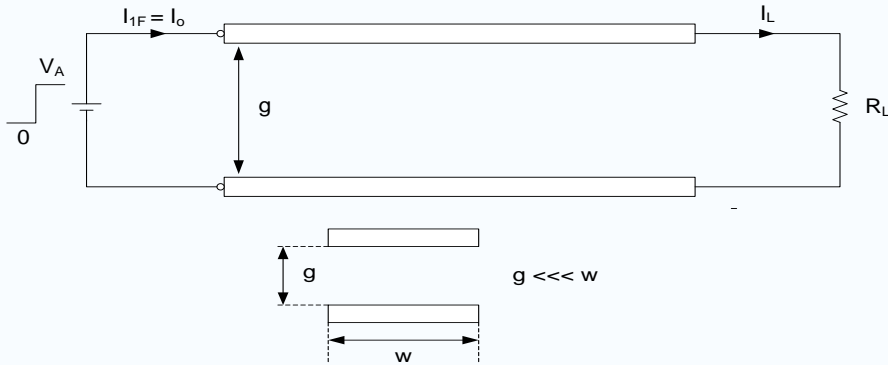 I1F = Io
IL
VA
0
g
RL
g
g <<< w
w